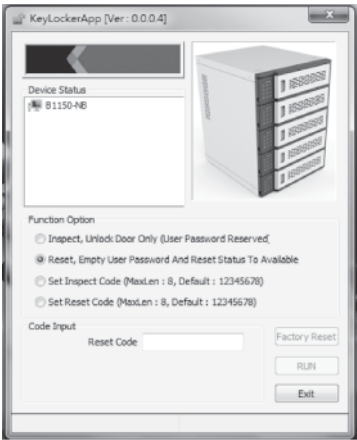 KeyLockerApp [Ver : 0.0.0.4]
Device Status
B1150-NB
Function Option
Inspect, Unlock Door Only (User Password Reserved)
Reset, Empty User Password And Reset Status To Available
Set Inspect Code (MaxLen : 8, Default : 12345678)
Set Reset Code (MaxLen : 8, Default : 12345678)
Code Input
Reset Code
Factory Reset
RUN
Exit